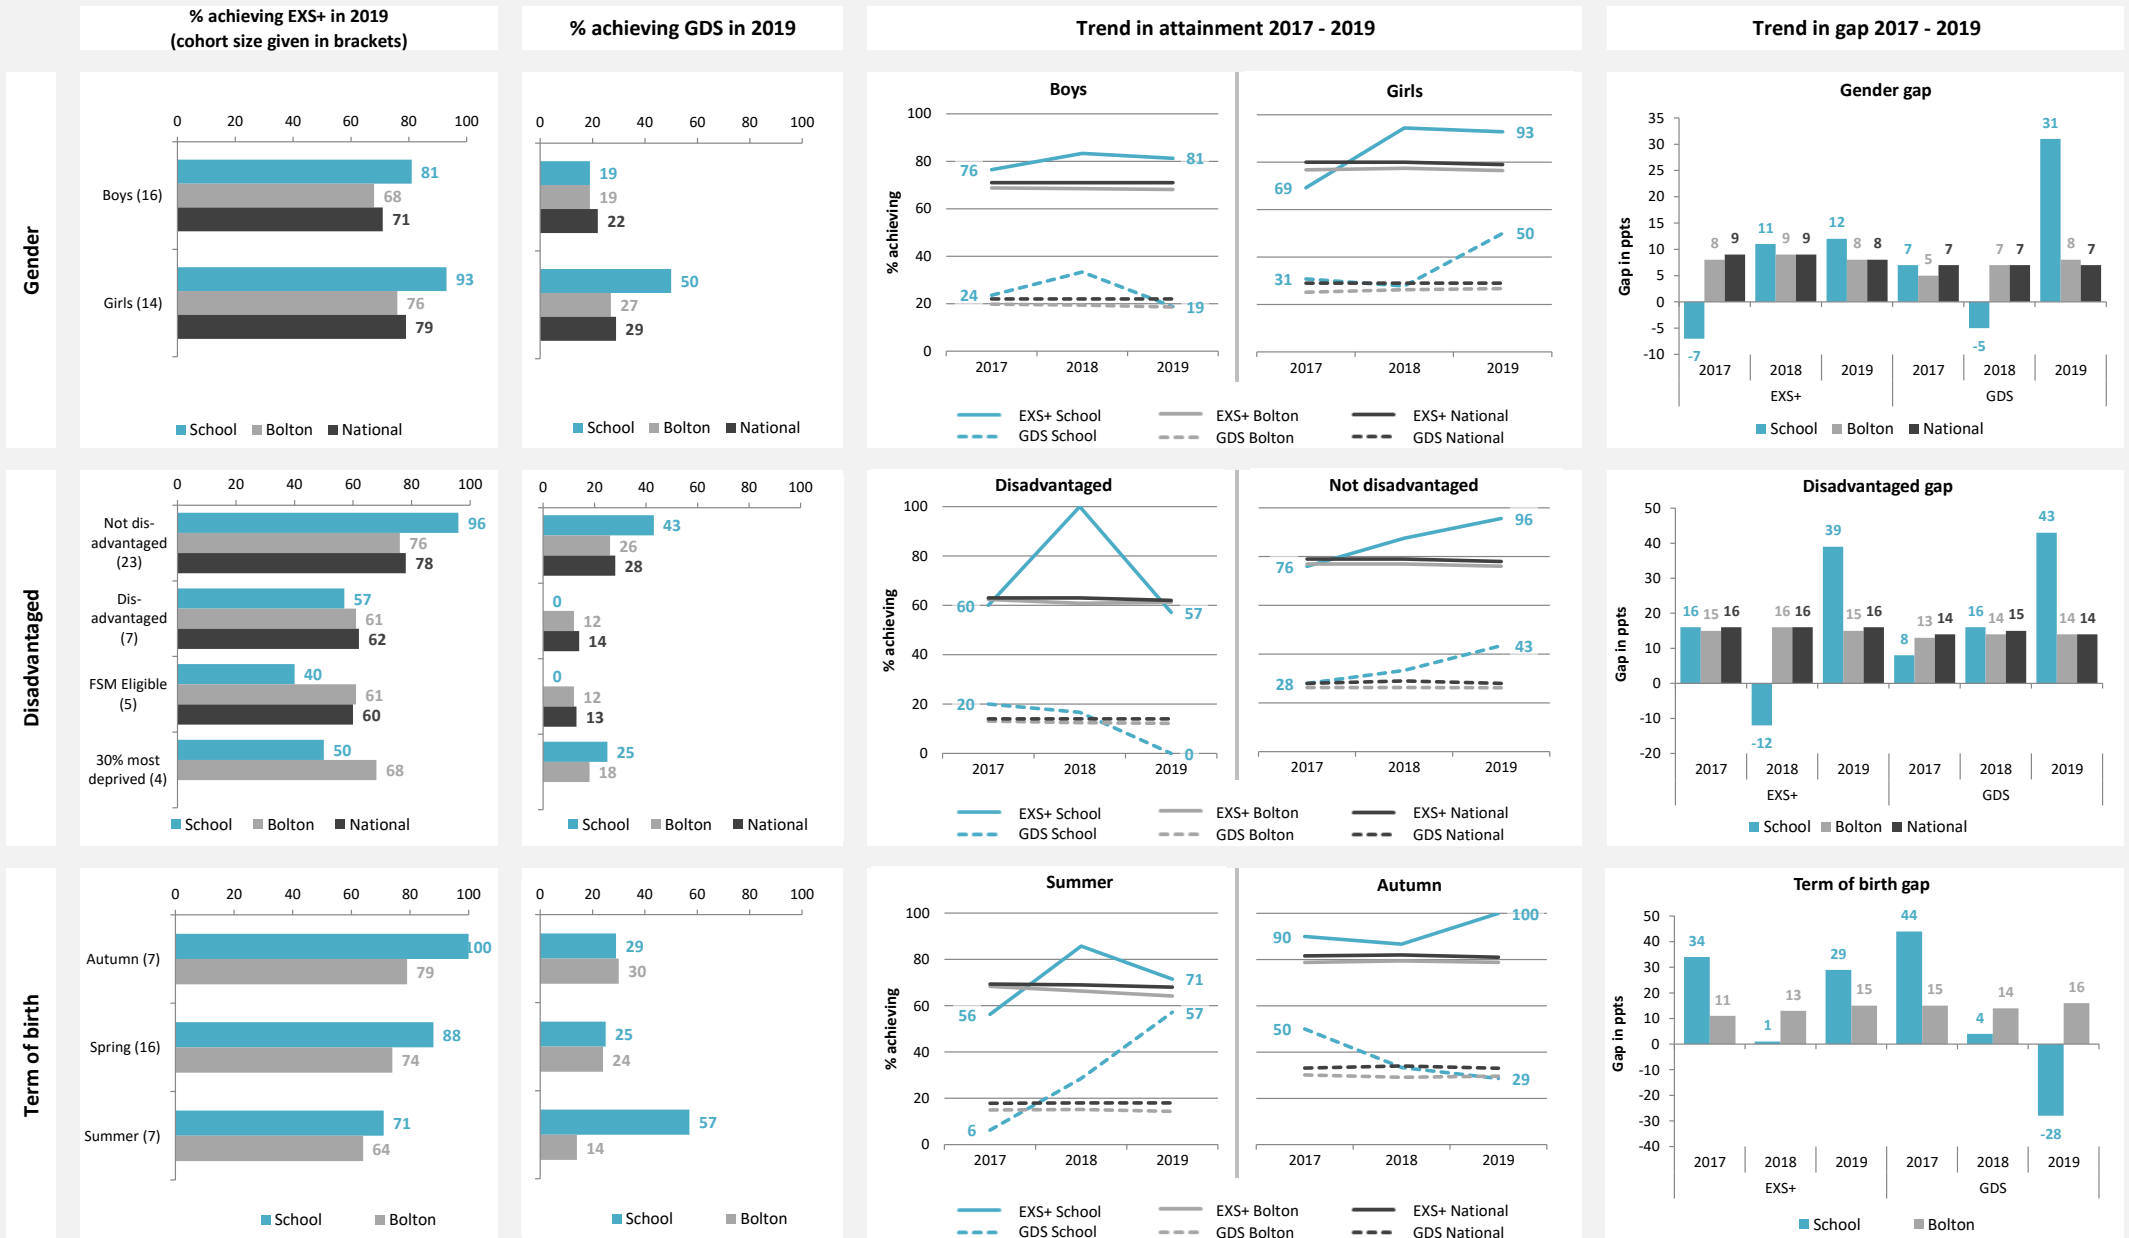 % achieving EXS+ in 2019
(cohort size given in brackets)
% achieving GDS in 2019
Trend in attainment 2017 - 2019
Trend in gap 2017 - 2019
Gender
0 20 40 60 80 100
Boys (16)
81
68
71
Girls (14)
93
76
79
School Bolton National
0 20 40 60 80 100
19
19
22
50
27
29
School Bolton National
Boys
Girls
% achieving
100
80
60
40
20
0
76
81
24
19
2017 2018 2019
69
93
31
50
2017 2018 2019
EXS+ School EXS+ Bolton EXS+ National
GDS School GDS Bolton GDS National
Gender gap
Gap in ppts
35
30
25
20
15
10
5
0
-5
-10
-7 8 9 11 9 9 12 8 8 7 5 7 -5 7 7 31 8 7
2017 2018 2019 2017 2018 2019
EXS+ GDS
School Bolton National
Disadvantaged
0 20 40 60 80 100
Not dis-
advantaged
(23)
96
76
78
Dis-
advantaged
(7)
57
61
62
FSM Eligible
(5)
40
61
60
30% most
deprived (4)
50
68
School Bolton National
0 20 40 60 80 100
43
26
28
0
12
14
0
12
13
25
18
School Bolton National
Disadvantaged
Not disadvantaged
% achieving
100
80
60
40
20
0
60
57
20
0
2017 2018 2019
76
96
28
43
2017 2018 2019
EXS+ School EXS+ Bolton EXS+ National
GDS School GDS Bolton GDS National
Disadvantaged gap
Gap in ppts
50
40
30
20
10
0
-10
-20
16 15 16 -12 16 16 39 15 16 8 13 14 16 14 15 43 14 14
2017 2018 2019 2017 2018 2019
EXS+ GDS
School Bolton National
Term of birth
0 20 40 60 80 100
Autumn (7)
100
79
Spring (16)
88
74
Summer (7)
71
64
School Bolton
0 20 40 60 80 100
29
30
25
24
57
14
School Bolton
Summer
Autumn
% achieving
100
80
60
40
20
0
56
71
6
57
2017 2018 2019
90
100
50
29
2017 2018 2019
EXS+ School EXS+ Bolton EXS+ National
GDS School GDS Bolton GDS National
Term of birth gap
Gap in ppts
50
40
30
20
10
0
-10
-20
-30
-40
34 11 1 13 29 15 44 15 4 14 -28 16
2017 2018 2019 2017 2018 2019
EXS+ GDS
School Bolton